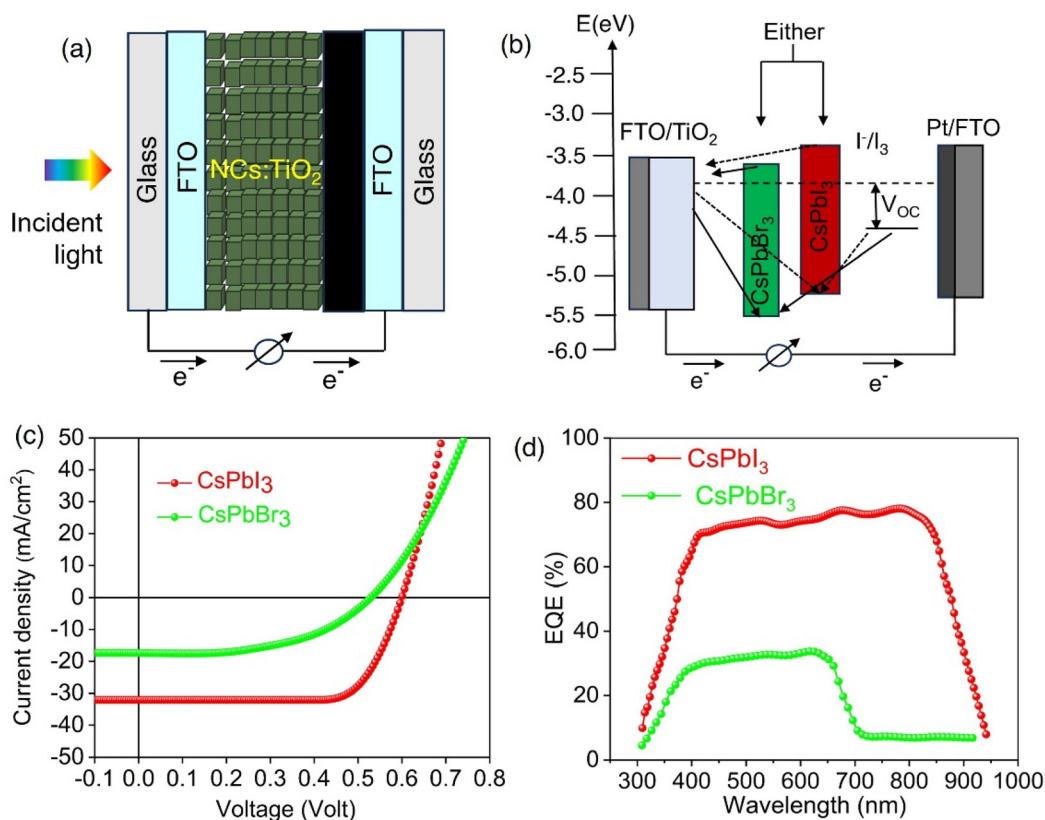 (a)
Glass
FTO
NCs:TiO₂
FTO
Glass
Incident
light
e⁻
e⁻
(b)
E(eV)
Either
-2.5
-3.0
-3.5
-4.0
-4.5
-5.0
-5.5
-6.0
FTO/TiO₂
CsPbBr₃
CsPbI₃
I⁻/I₃
Pt/FTO
V_OC
e⁻
e⁻
(c)
Current density (mA/cm²)
50
40
30
20
10
0
-10
-20
-30
-40
-50
CsPbI₃
CsPbBr₃
-0.1 0.0 0.1 0.2 0.3 0.4 0.5 0.6 0.7 0.8
Voltage (Volt)
(d)
EQE (%)
100
80
60
40
20
0
CsPbI₃
CsPbBr₃
300 400 500 600 700 800 900 1000
Wavelength (nm)